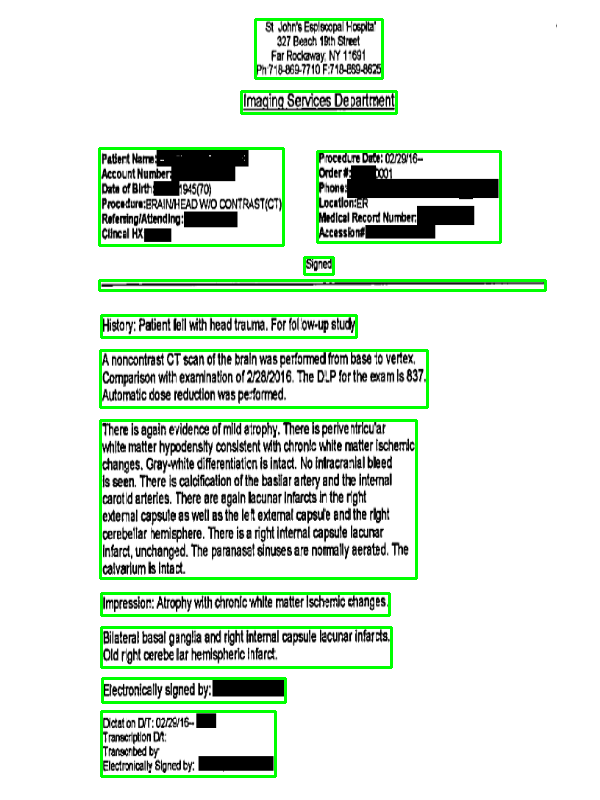 St. John's Espiscopal Hospital
327 Beach 19th Street
Far Rockaway, NY 11691
Ph:718-869-7710 F:718-869-8625
Imaging Services Department
Patient Name:
Account Number:
Date of Birth: 1945(70)
Procedure:BRAIN/HEAD W/O CONTRAST(CT)
Referring/Attending:
Clincal HX
Procedure Date: 02/29/16--
Order #: 0001
Phone:
Location:ER
Medical Record Number:
Accession#
Signed
History: Patient fell with head trauma. For follow-up study
A noncontrast CT scan of the brain was performed from base to vertex.
Comparison with examination of 2/28/2016. The DLP for the exam is 837.
Automatic dose reduction was performed.
There is again evidence of mild atrophy. There is periventricular
white matter hypodensity consistent with chronic white matter ischemic
changes. Gray-white differentiation is intact. No intracranial bleed
is seen. There is calcification of the basilar artery and the internal
carotid arteries. There are again lacunar infarcts in the right
external capsule as well as the left external capsule and the right
cerebellar hemisphere. There is a right internal capsule lacunar
infarct, unchanged. The paranasal sinuses are normally aerated. The
calvarium is intact.
Impression: Atrophy with chronic white matter ischemic changes.
Bilateral basal ganglia and right internal capsule lacunar infarcts.
Old right cerebellar hemispheric infarct.
Electronically signed by:
Dictation D/T: 02/29/16--
Transcription D/t:
Transcribed by:
Electronically Signed by: